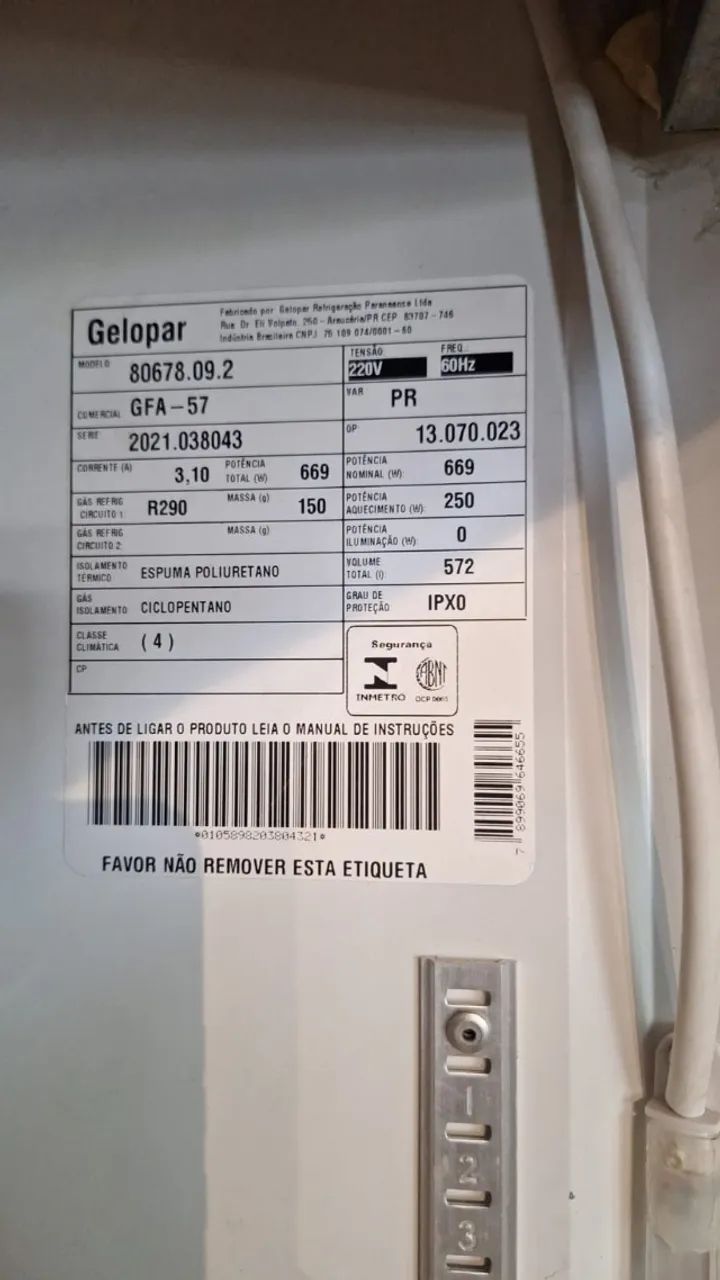 Gelopar
Fabricado por Gelopar Refrigeração Paranaense Ltda
Rua Dr. Eli Volpato, 250 - Araucária/PR CEP 83707-746
Indústria Brasileira CNPJ 75 109 074/0001-60
MODELO 80678.09.2
TENSÃO 220V
FREQ. 60Hz
COMERCIAL GFA-57
VAR PR
SERIE 2021.038043
OP 13.070.023
CORRENTE (A) 3,10 POTÊNCIA TOTAL (W) 669
POTÊNCIA NOMINAL (W): 669
GÁS REFRIG CIRCUITO 1: R290 MASSA (g) 150
POTÊNCIA AQUECIMENTO (W): 250
GÁS REFRIG CIRCUITO 2: MASSA (g)
POTÊNCIA ILUMINAÇÃO (W): 0
ISOLAMENTO TÉRMICO ESPUMA POLIURETANO
VOLUME TOTAL (l): 572
GÁS ISOLAMENTO CICLOPENTANO
GRAU DE PROTEÇÃO IPX0
CLASSE CLIMÁTICA (4)
CP
Segurança
INMETRO
ABNT
ANTES DE LIGAR O PRODUTO LEIA O MANUAL DE INSTRUÇÕES
*0105898203804321*
7899069646655
FAVOR NÃO REMOVER ESTA ETIQUETA
1
2
3